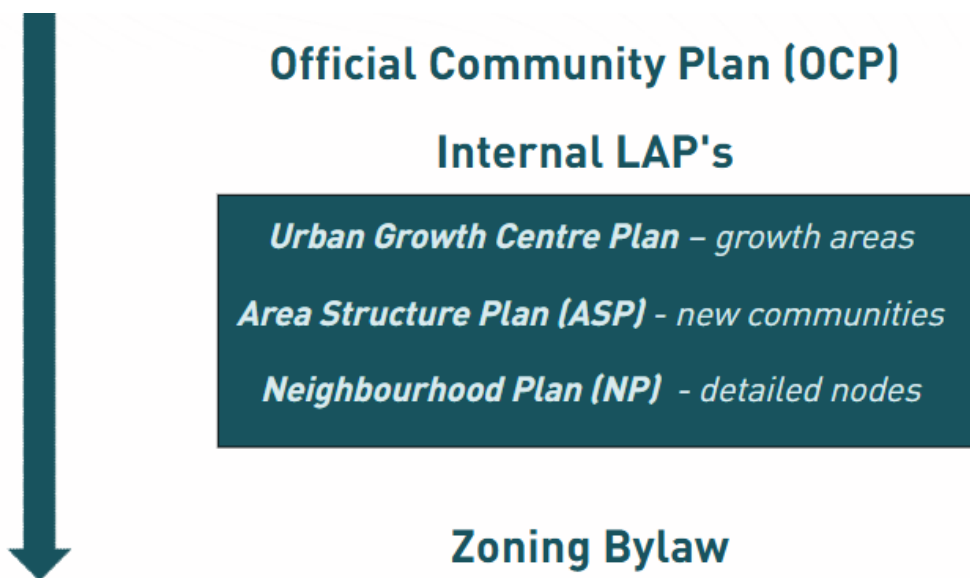 Official Community Plan (OCP)
Internal LAP's
Urban Growth Centre Plan – growth areas
Area Structure Plan (ASP) - new communities
Neighbourhood Plan (NP) - detailed nodes
Zoning Bylaw